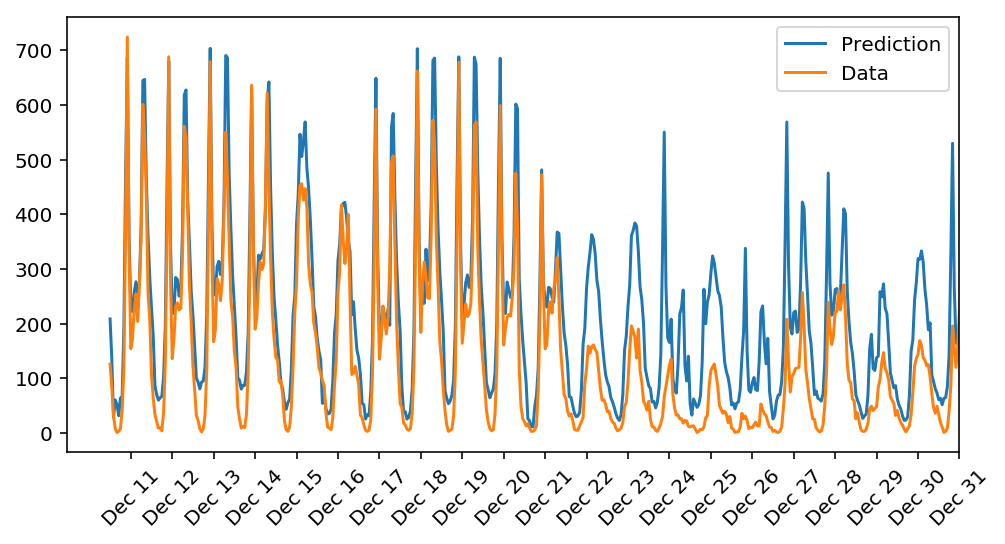 700
600
500
400
300
200
100
0
Prediction
Data
Dec 11
Dec 12
Dec 13
Dec 14
Dec 15
Dec 16
Dec 17
Dec 18
Dec 19
Dec 20
Dec 21
Dec 22
Dec 23
Dec 24
Dec 25
Dec 26
Dec 27
Dec 28
Dec 29
Dec 30
Dec 31